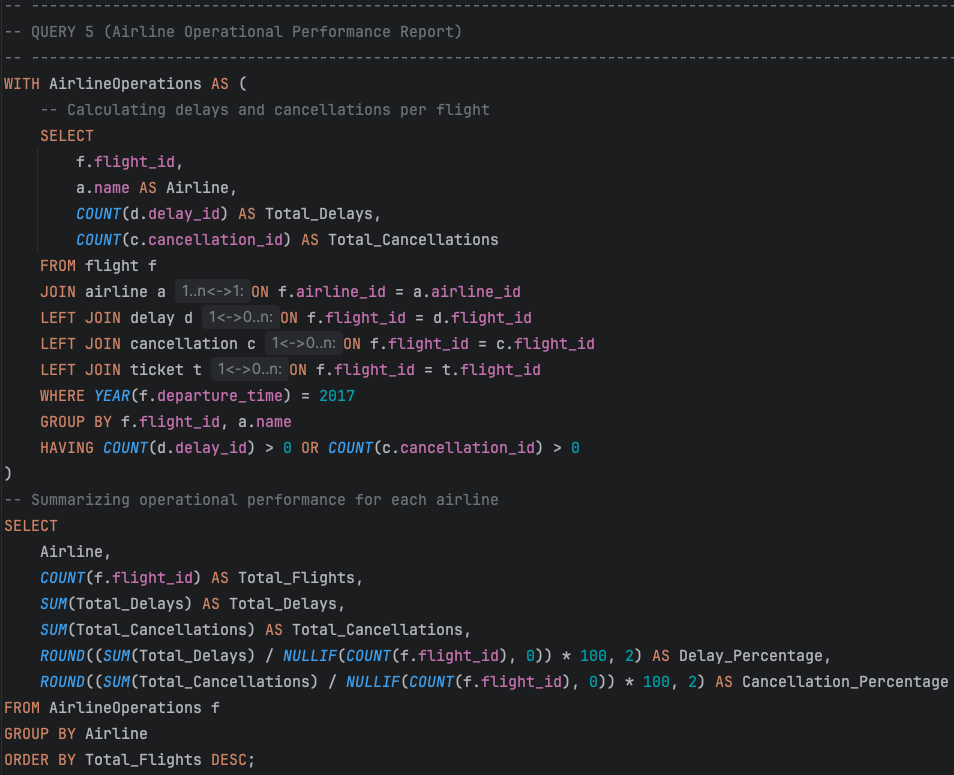 -- ------------------------------------------------------------------------------------------------------
-- QUERY 5 (Airline Operational Performance Report)
-- ------------------------------------------------------------------------------------------------------
WITH AirlineOperations AS (
    -- Calculating delays and cancellations per flight
    SELECT
        f.flight_id,
        a.name AS Airline,
        COUNT(d.delay_id) AS Total_Delays,
        COUNT(c.cancellation_id) AS Total_Cancellations
    FROM flight f
    JOIN airline a 1..n<->1: ON f.airline_id = a.airline_id
    LEFT JOIN delay d 1<->0..n: ON f.flight_id = d.flight_id
    LEFT JOIN cancellation c 1<->0..n: ON f.flight_id = c.flight_id
    LEFT JOIN ticket t 1<->0..n: ON f.flight_id = t.flight_id
    WHERE YEAR(f.departure_time) = 2017
    GROUP BY f.flight_id, a.name
    HAVING COUNT(d.delay_id) > 0 OR COUNT(c.cancellation_id) > 0
)
-- Summarizing operational performance for each airline
SELECT
    Airline,
    COUNT(f.flight_id) AS Total_Flights,
    SUM(Total_Delays) AS Total_Delays,
    SUM(Total_Cancellations) AS Total_Cancellations,
    ROUND((SUM(Total_Delays) / NULLIF(COUNT(f.flight_id), 0)) * 100, 2) AS Delay_Percentage,
    ROUND((SUM(Total_Cancellations) / NULLIF(COUNT(f.flight_id), 0)) * 100, 2) AS Cancellation_Percentage
FROM AirlineOperations f
GROUP BY Airline
ORDER BY Total_Flights DESC;